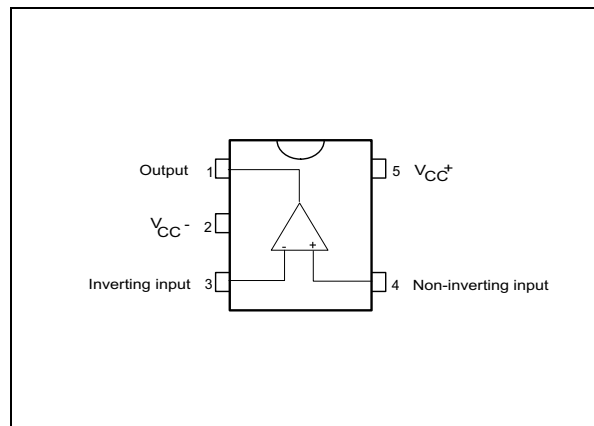 Output 1
5 VCC+
VCC - 2
- +
Inverting input 3
4 Non-inverting input